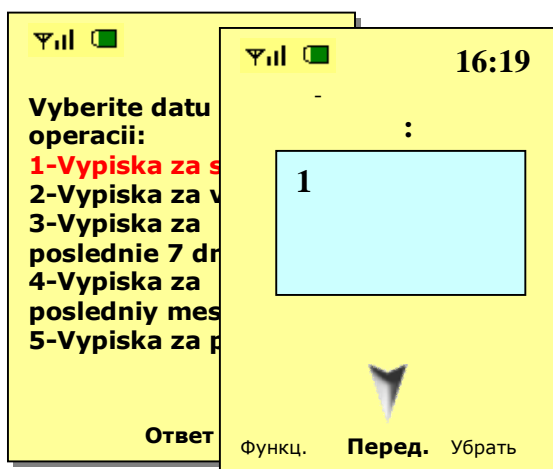 Vyberite datu
operacii:
1-Vypiska za s
2-Vypiska za v
3-Vypiska za
poslednie 7 dn
4-Vypiska za
posledniy mes
5-Vypiska za p
Ответ
16:19
-
:
1
Функц. Перед. Убрать